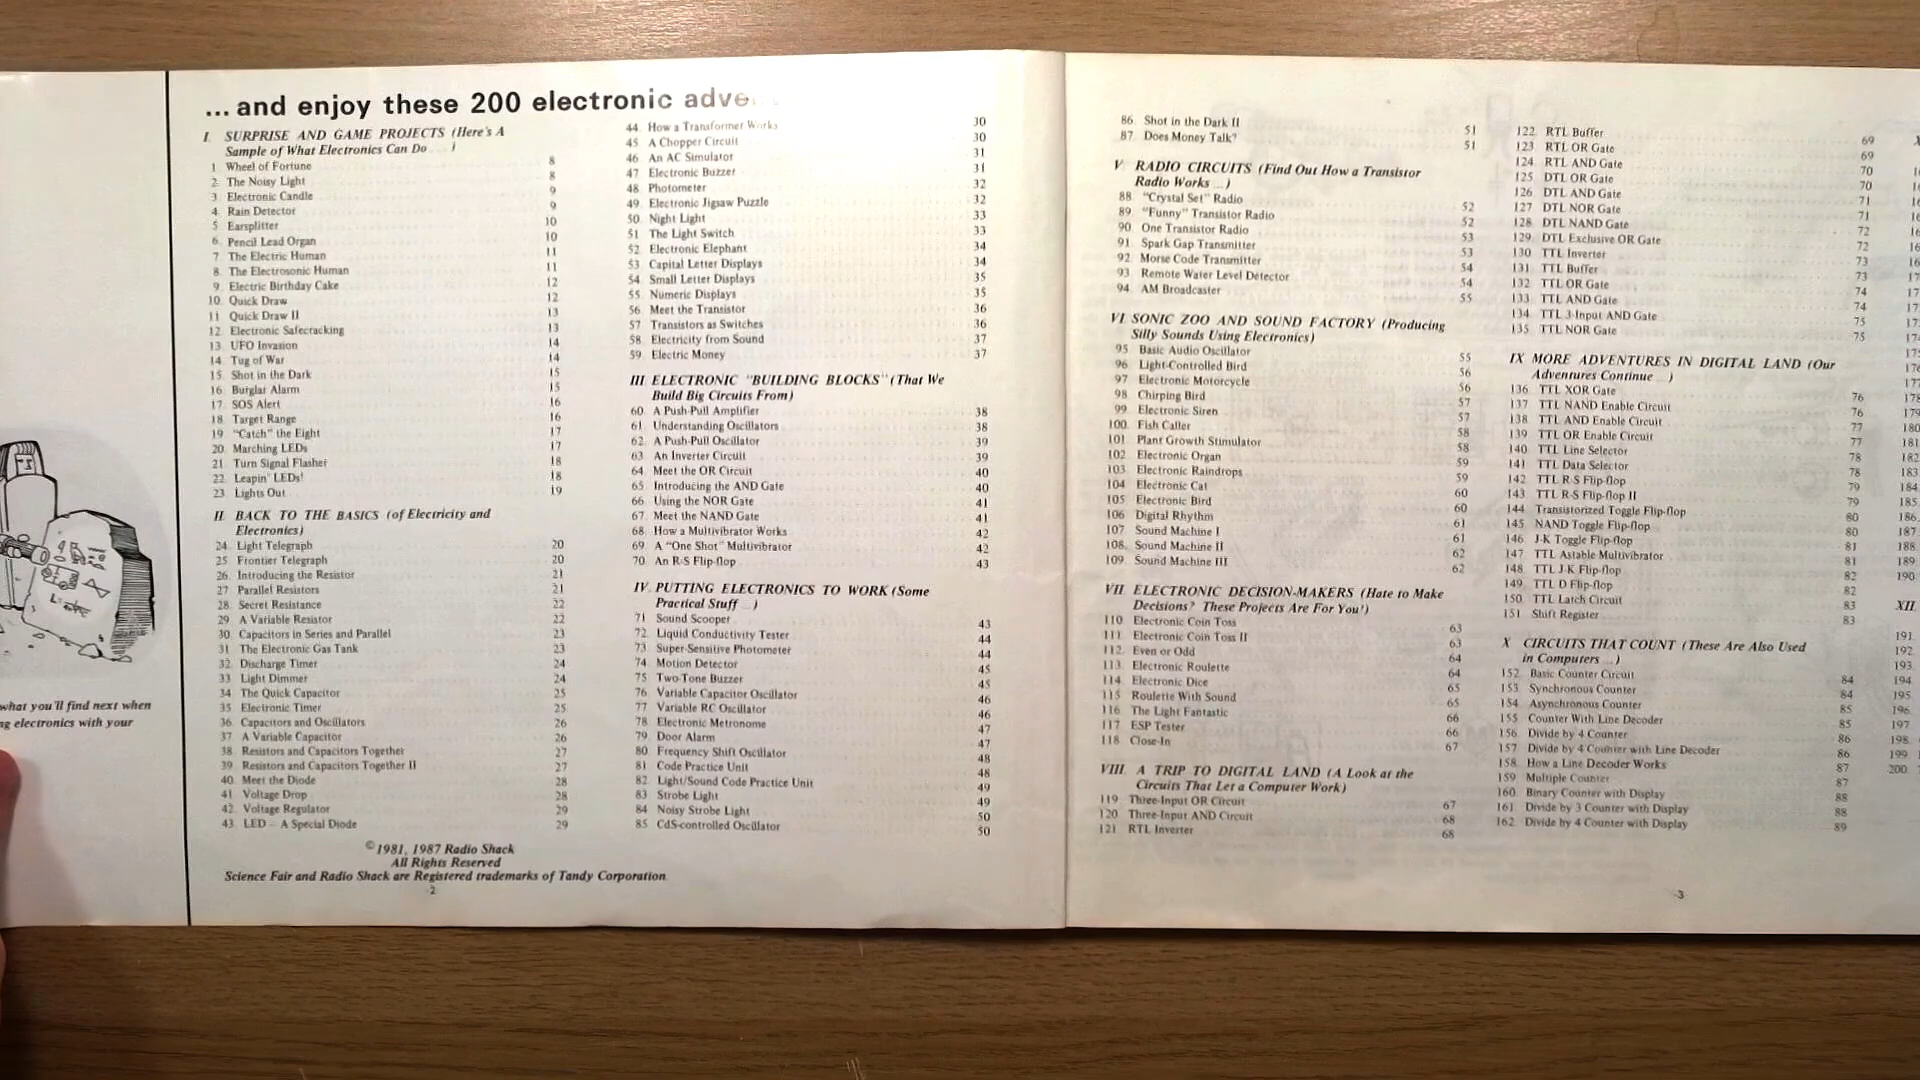 ... and enjoy these 200 electronic adve
I. SURPRISE AND GAME PROJECTS (Here's A
Sample of What Electronics Can Do ... )
1. Wheel of Fortune 8
2. The Noisy Light 8
3. Electronic Candle 9
4. Rain Detector 9
5. Earsplitter 10
6. Pencil Lead Organ 10
7. The Electric Human 11
8. The Electrosonic Human 11
9. Electric Birthday Cake 12
10. Quick Draw 12
11. Quick Draw II 13
12. Electronic Safecracking 13
13. UFO Invasion 14
14. Tug of War 14
15. Shot in the Dark 15
16. Burglar Alarm 15
17. SOS Alert 16
18. Target Range 16
19. "Catch" the Eight 17
20. Marching LEDs 17
21. Turn Signal Flasher 18
22. Leapin' LEDs! 18
23. Lights Out 19
II. BACK TO THE BASICS (of Electricity and
Electronics)
24. Light Telegraph 20
25. Frontier Telegraph 20
26. Introducing the Resistor 21
27. Parallel Resistors 21
28. Secret Resistance 22
29. A Variable Resistor 22
30. Capacitors in Series and Parallel 23
31. The Electronic Gas Tank 23
32. Discharge Timer 24
33. Light Dimmer 24
34. The Quick Capacitor 25
35. Electronic Timer 25
36. Capacitors and Oscillators 26
37. A Variable Capacitor 26
38. Resistors and Capacitors Together 27
39. Resistors and Capacitors Together II 27
40. Meet the Diode 28
41. Voltage Drop 28
42. Voltage Regulator 29
43. LED - A Special Diode 29
©1981, 1987 Radio Shack
All Rights Reserved
Science Fair and Radio Shack are Registered trademarks of Tandy Corporation
2
what you'll find next when
ng electronics with your
44. How a Transformer Works 30
45. A Chopper Circuit 30
46. An AC Simulator 31
47. Electronic Buzzer 31
48. Photometer 32
49. Electronic Jigsaw Puzzle 32
50. Night Light 33
51. The Light Switch 33
52. Electronic Elephant 34
53. Capital Letter Displays 34
54. Small Letter Displays 35
55. Numeric Displays 35
56. Meet the Transistor 36
57. Transistors as Switches 36
58. Electricity from Sound 37
59. Electric Money 37
III. ELECTRONIC "BUILDING BLOCKS" (That We
Build Big Circuits From)
60. A Push-Pull Amplifier 38
61. Understanding Oscillators 38
62. A Push-Pull Oscillator 39
63. An Inverter Circuit 39
64. Meet the OR Circuit 40
65. Introducing the AND Gate 40
66. Using the NOR Gate 41
67. Meet the NAND Gate 41
68. How a Multivibrator Works 42
69. A "One Shot" Multivibrator 42
70. An R-S Flip-flop 43
IV. PUTTING ELECTRONICS TO WORK (Some
Practical Stuff ... )
71. Sound Scooper 43
72. Liquid Conductivity Tester 44
73. Super-Sensitive Photometer 44
74. Motion Detector 45
75. Two-Tone Buzzer 45
76. Variable Capacitor Oscillator 46
77. Variable RC Oscillator 46
78. Electronic Metronome 47
79. Door Alarm 47
80. Frequency Shift Oscillator 48
81. Code Practice Unit 48
82. Light/Sound Code Practice Unit 49
83. Strobe Light 49
84. Noisy Strobe Light 50
85. CdS-controlled Oscillator 50
86. Shot in the Dark II 51
87. Does Money Talk? 51
V. RADIO CIRCUITS (Find Out How a Transistor
Radio Works ... )
88. "Crystal Set" Radio 52
89. "Funny" Transistor Radio 52
90. One Transistor Radio 53
91. Spark Gap Transmitter 53
92. Morse Code Transmitter 54
93. Remote Water Level Detector 54
94. AM Broadcaster 55
VI. SONIC ZOO AND SOUND FACTORY (Producing
Silly Sounds Using Electronics)
95. Basic Audio Oscillator 55
96. Light-Controlled Bird 56
97. Electronic Motorcycle 56
98. Chirping Bird 57
99. Electronic Siren 57
100. Fish Caller 58
101. Plant Growth Stimulator 58
102. Electronic Organ 59
103. Electronic Raindrops 59
104. Electronic Cat 60
105. Electronic Bird 60
106. Digital Rhythm 61
107. Sound Machine I 61
108. Sound Machine II 62
109. Sound Machine III 62
VII. ELECTRONIC DECISION-MAKERS (Hate to Make
Decisions? These Projects Are For You!)
110. Electronic Coin Toss 63
111. Electronic Coin Toss II 63
112. Even or Odd 64
113. Electronic Roulette 64
114. Electronic Dice 65
115. Roulette With Sound 65
116. The Light Fantastic 66
117. ESP Tester 66
118. Close-In 67
VIII. A TRIP TO DIGITAL LAND (A Look at the
Circuits That Let a Computer Work)
119. Three-Input OR Circuit 67
120. Three-Input AND Circuit 68
121. RTL Inverter 68
122. RTL Buffer 69
123. RTL OR Gate 69
124. RTL AND Gate 70
125. DTL OR Gate 70
126. DTL AND Gate 71
127. DTL NOR Gate 71
128. DTL NAND Gate 72
129. DTL Exclusive OR Gate 72
130. TTL Inverter 73
131. TTL Buffer 73
132. TTL OR Gate 74
133. TTL AND Gate 74
134. TTL 3-Input AND Gate 75
135. TTL NOR Gate 75
IX. MORE ADVENTURES IN DIGITAL LAND (Our
Adventures Continue ... )
136. TTL XOR Gate 76
137. TTL NAND Enable Circuit 76
138. TTL AND Enable Circuit 77
139. TTL OR Enable Circuit 77
140. TTL Line Selector 78
141. TTL Data Selector 78
142. TTL R-S Flip-flop 79
143. TTL R-S Flip-flop II 79
144. Transistorized Toggle Flip-flop 80
145. NAND Toggle Flip-flop 80
146. J-K Toggle Flip-flop 81
147. TTL Astable Multivibrator 81
148. TTL J-K Flip-flop 82
149. TTL D Flip-flop 82
150. TTL Latch Circuit 83
151. Shift Register 83
X. CIRCUITS THAT COUNT (These Are Also Used
in Computers ... )
152. Basic Counter Circuit 84
153. Synchronous Counter 84
154. Asynchronous Counter 85
155. Counter With Line Decoder 85
156. Divide by 4 Counter 86
157. Divide by 4 Counter with Line Decoder 86
158. How a Line Decoder Works 87
159. Multiple Counter 87
160. Binary Counter with Display 88
161. Divide by 3 Counter with Display 88
162. Divide by 4 Counter with Display 89
3
180
181
182
183
184
185.
186.
187.
188.
189
190
XII.
191.
192.
193.
194.
195.
196.
197.
198.
199.
200.